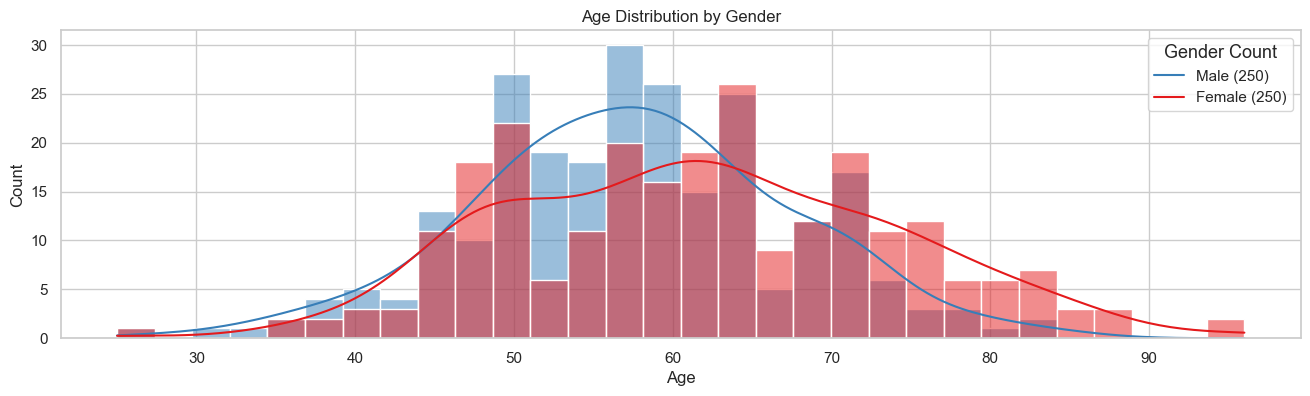 Age Distribution by Gender
Gender Count
Male (250)
Female (250)
30
25
20
15
10
5
0
Count
30 40 50 60 70 80 90
Age